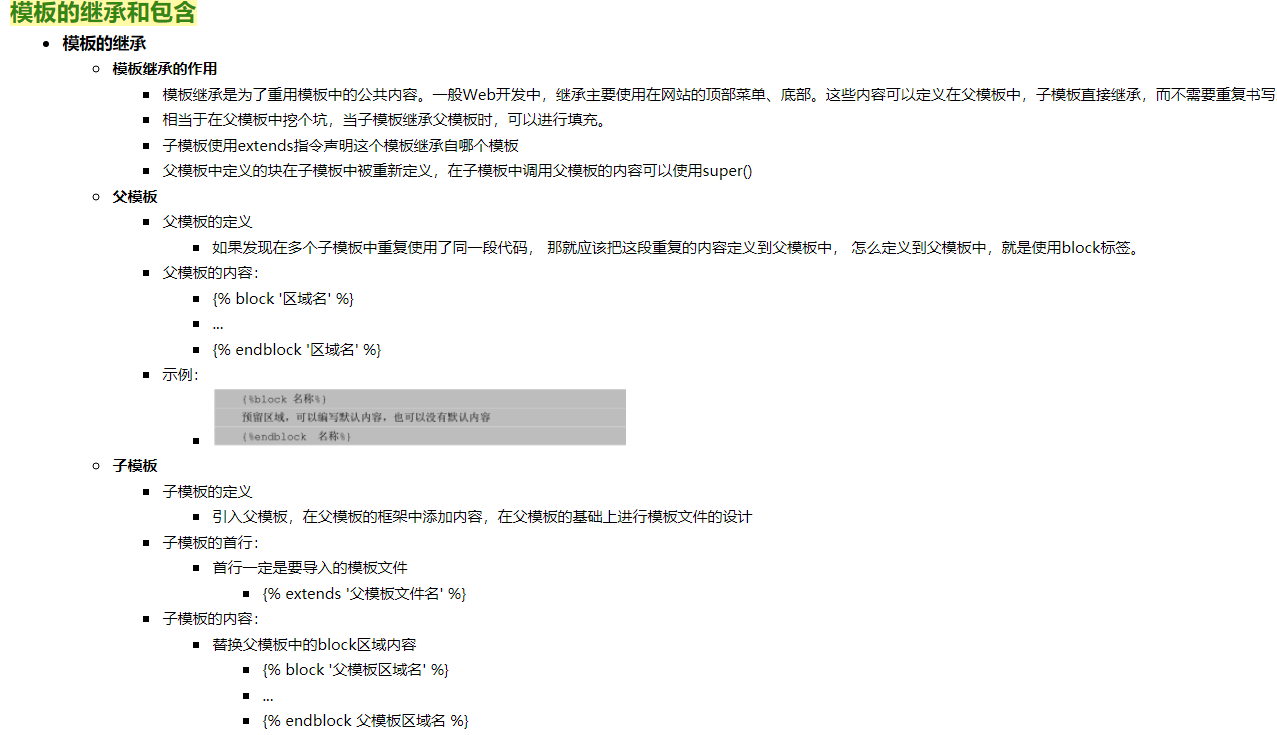 模板的继承和包含
模板的继承
模板继承的作用
模板继承是为了重用模板中的公共内容。一般Web开发中，继承主要使用在网站的顶部菜单、底部。这些内容可以定义在父模板中，子模板直接继承，而不需要重复书写
相当于在父模板中挖个坑，当子模板继承父模板时，可以进行填充。
子模板使用extends指令声明这个模板继承自哪个模板
父模板中定义的块在子模板中被重新定义，在子模板中调用父模板的内容可以使用super()
父模板
父模板的定义
如果发现在多个子模板中重复使用了同一段代码， 那就应该把这段重复的内容定义到父模板中， 怎么定义到父模板中，就是使用block标签。
父模板的内容：
{% block '区域名' %}
...
{% endblock '区域名' %}
示例：
{%block 名称%}
预留区域，可以编写默认内容，也可以没有默认内容
{%endblock 名称%}
子模板
子模板的定义
引入父模板，在父模板的框架中添加内容，在父模板的基础上进行模板文件的设计
子模板的首行：
首行一定是要导入的模板文件
{% extends '父模板文件名' %}
子模板的内容：
替换父模板中的block区域内容
{% block '父模板区域名' %}
...
{% endblock 父模板区域名 %}